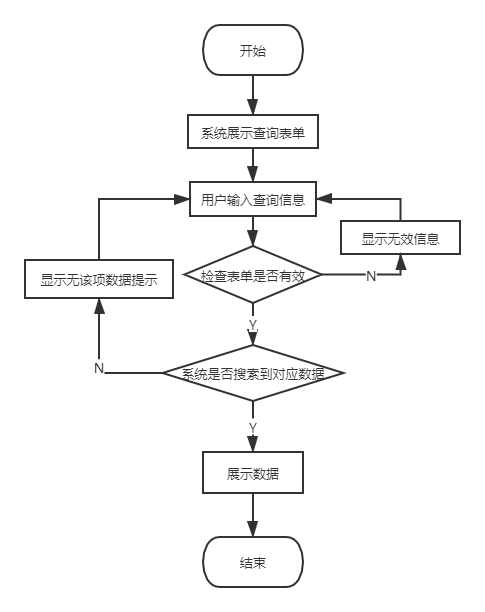 开始
系统展示查询表单
用户输入查询信息
显示无效信息
检查表单是否有效
N
显示无该项数据提示
Y
N
系统是否搜索到对应数据
Y
展示数据
结束